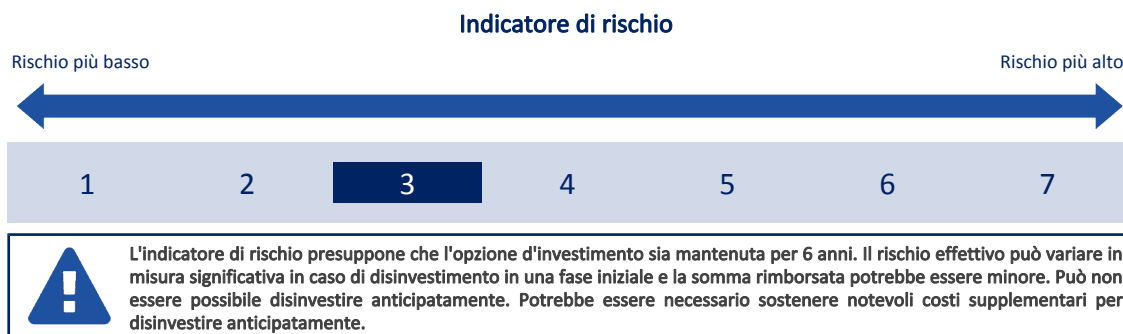 Indicatore di rischio
Rischio più basso
Rischio più alto
1 2 3 4 5 6 7
L'indicatore di rischio presuppone che l'opzione d'investimento sia mantenuta per 6 anni. Il rischio effettivo può variare in
misura significativa in caso di disinvestimento in una fase iniziale e la somma rimborsata potrebbe essere minore. Può non
essere possibile disinvestire anticipatamente. Potrebbe essere necessario sostenere notevoli costi supplementari per
disinvestire anticipatamente.